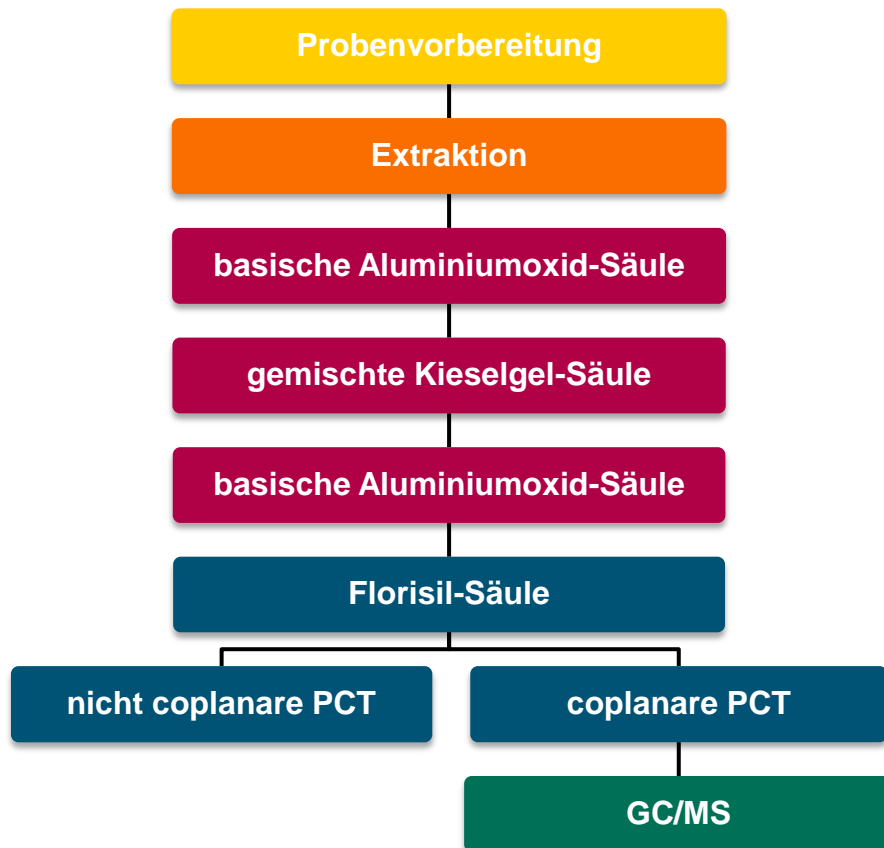 Probenvorbereitung
Extraktion
basische Aluminiumoxid-Säule
gemischte Kieselgel-Säule
basische Aluminiumoxid-Säule
Florisil-Säule
nicht coplanare PCT
coplanare PCT
GC/MS